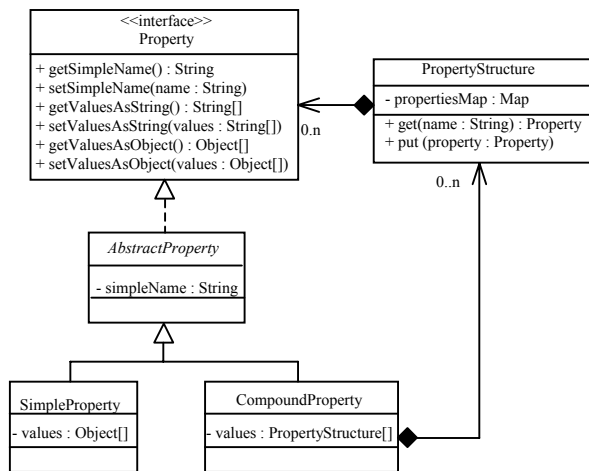 <<interface>>
Property
+ getSimpleName() : String
+ setSimpleName(name : String)
+ getValuesAsString() : String[]
+ setValuesAsString(values : String[])
+ getValuesAsObject() : Object[]
+ setValuesAsObject(values : Object[])
0.n
PropertyStructure
- propertiesMap : Map
+ get(name : String) : Property
+ put (property : Property)
0..n
AbstractProperty
- simpleName : String
SimpleProperty
- values : Object[]
CompoundProperty
- values : PropertyStructure[]